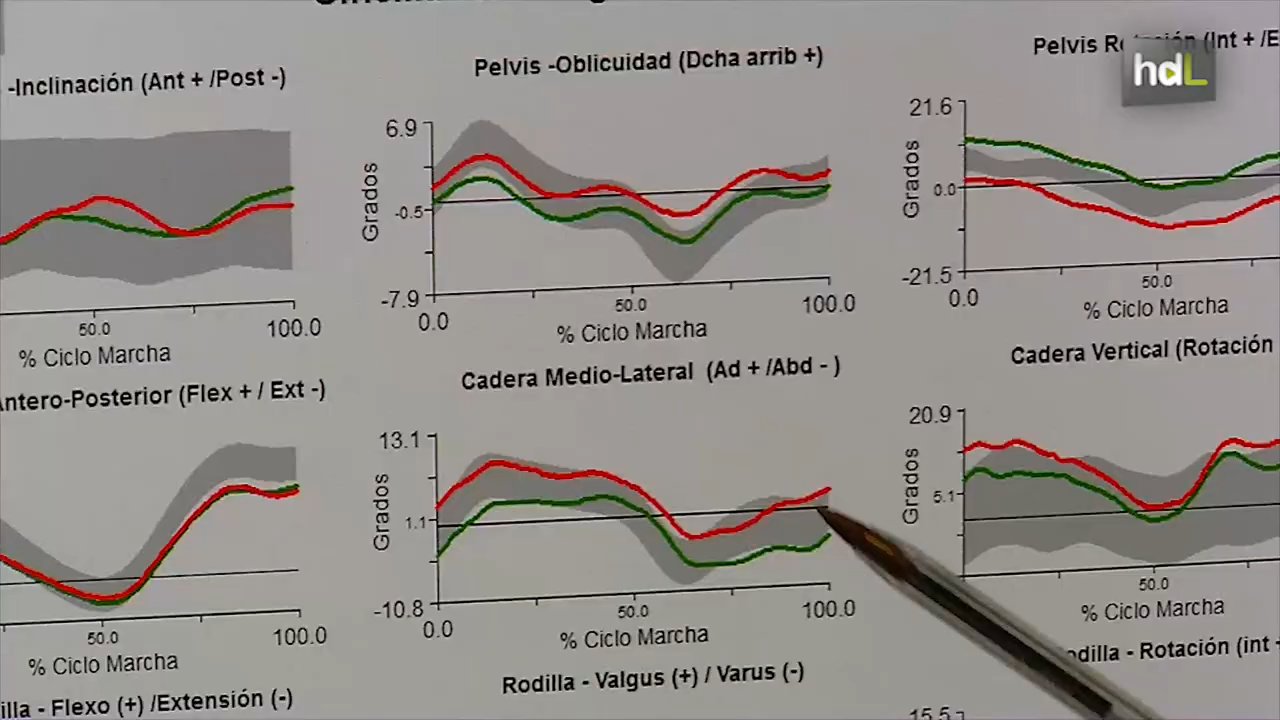 -Inclinación (Ant + /Post -)
50.0
100.0
% Ciclo Marcha
Pelvis -Oblicuidad (Dcha arrib +)
6.9
-0.5
-7.9
Grados
0.0
50.0
100.0
% Ciclo Marcha
Pelvis
(Int + /E
hdL
21.6
0.0
-21.5
Grados
0.0
50.0
% Ciclo Marcha
Antero-Posterior (Flex + / Ext -)
50.0
100.0
% Ciclo Marcha
Cadera Medio-Lateral (Ad + /Abd - )
13.1
1.1
-10.8
Grados
0.0
50.0
100.0
% Ciclo Marcha
Cadera Vertical (Rotación
20.9
5.1
Grados
50.0
% Ciclo Marcha
illa - Flexo (+) /Extensión (-)
Rodilla - Valgus (+) / Varus (-)
odilla - Rotación (int +
15.5